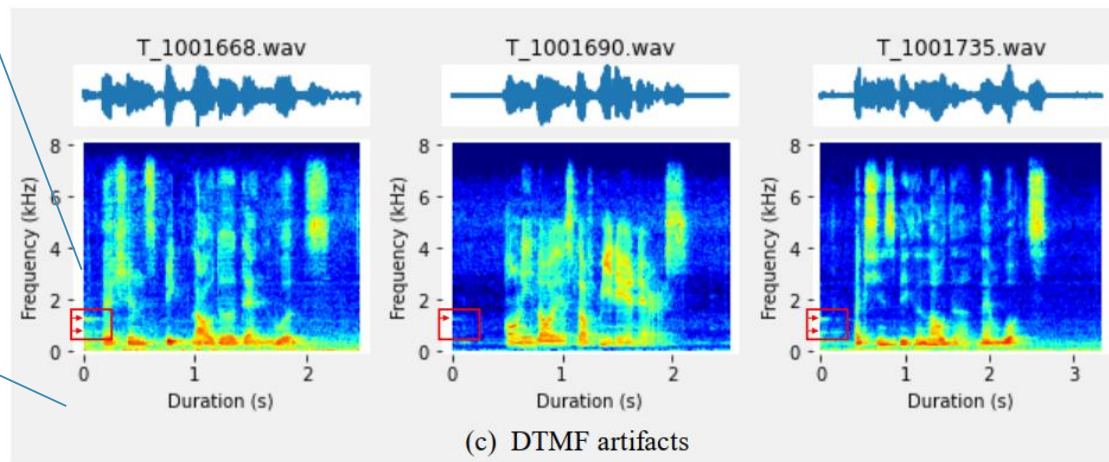 T_1001668.wav
T_1001690.wav
T_1001735.wav
Frequency (kHz)
8
6
4
2
0
0 1 2
Duration (s)
Frequency (kHz)
8
6
4
2
0
0 1 2
Duration (s)
Frequency (kHz)
8
6
4
2
0
0 1 2 3
Duration (s)
(c) DTMF artifacts